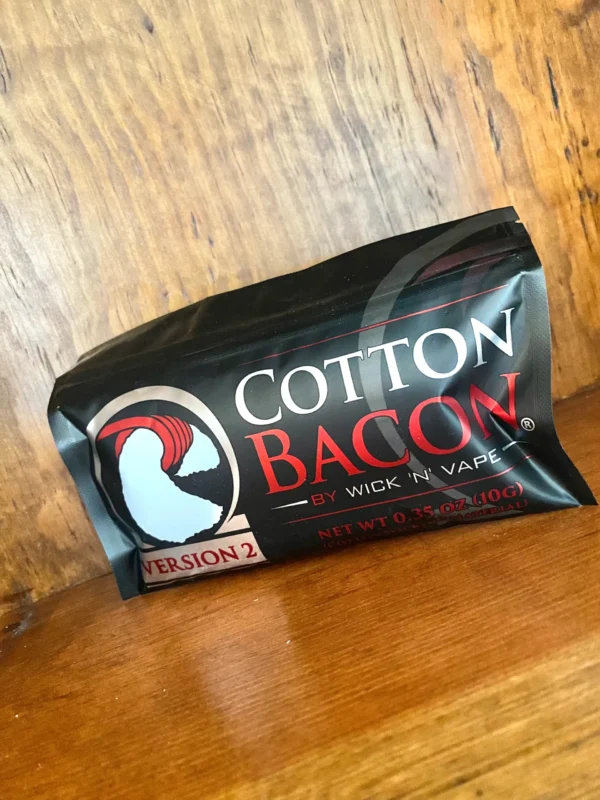 COTTON
BACON®
BY WICK 'N' VAPE
NET WT 0.35 OZ (10G)
VERSION 2